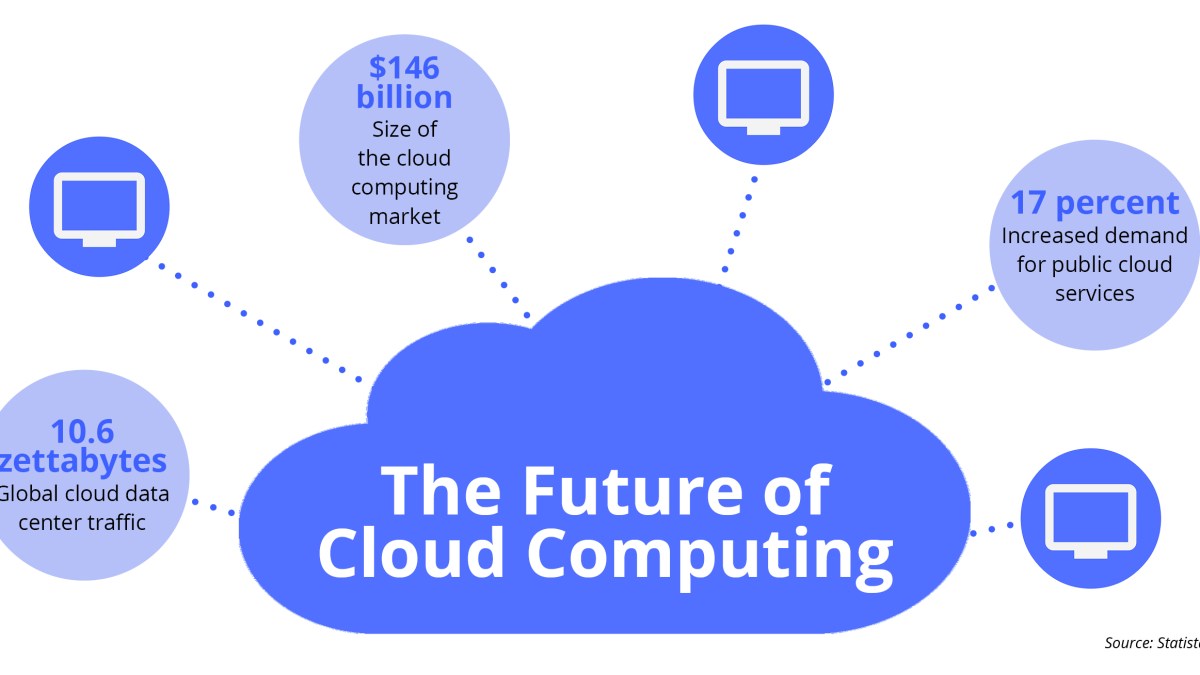 $146
billion
Size of
the cloud
computing
market
17 percent
Increased demand
for public cloud
services
10.6
zettabytes
Global cloud data
center traffic
The Future of
Cloud Computing
Source: Statista